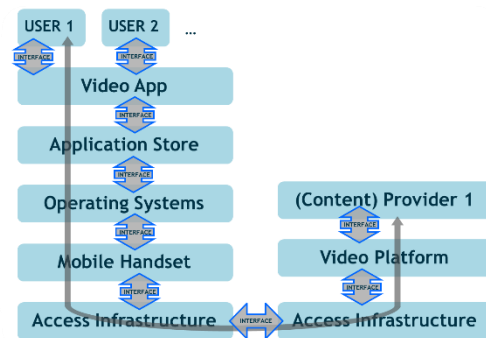 USER 1
USER 2
...
INTERFACE
INTERFACE
Video App
INTERFACE
Application Store
INTERFACE
Operating Systems
(Content) Provider 1
INTERFACE
INTERFACE
Mobile Handset
Video Platform
INTERFACE
INTERFACE
Access Infrastructure
INTERFACE
Access Infrastructure